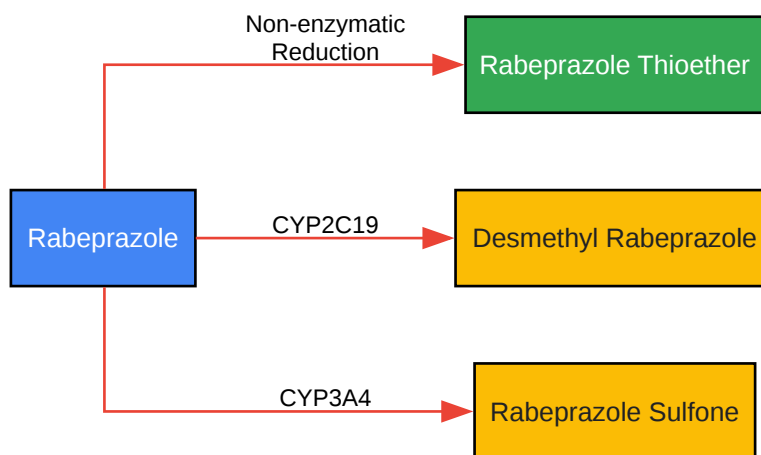 Non-enzymatic
Reduction
Rabeprazole Thioether
Rabeprazole
CYP2C19
Desmethyl Rabeprazole
CYP3A4
Rabeprazole Sulfone